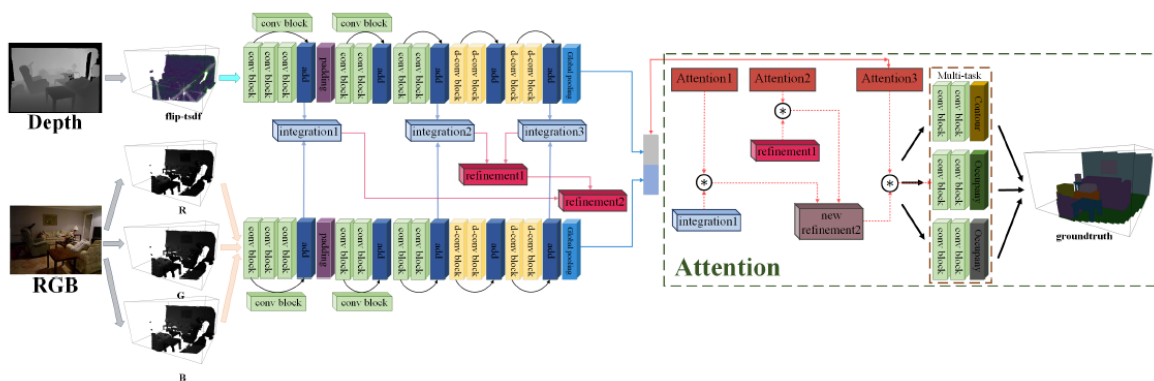 conv block
conv block
conv block
conv block
conv block
add
padding
conv block
conv block
add
conv block
conv block
add
d-conv block
d-conv block
add
d-conv block
d-conv block
add
Global pooling
Depth
flip-tsdf
integration1
integration2
integration3
refinement1
refinement2
R
G
B
RGB
conv block
conv block
conv block
add
padding
conv block
conv block
add
conv block
conv block
add
d-conv block
d-conv block
add
d-conv block
d-conv block
add
Global pooling
conv block
conv block
Attention1
Attention2
Attention3
refinement1
integration1
new
refinement2
Attention
Multi-task
conv block
conv block
Contour
conv block
conv block
Occupany
conv block
conv block
Occupany
groundtruth